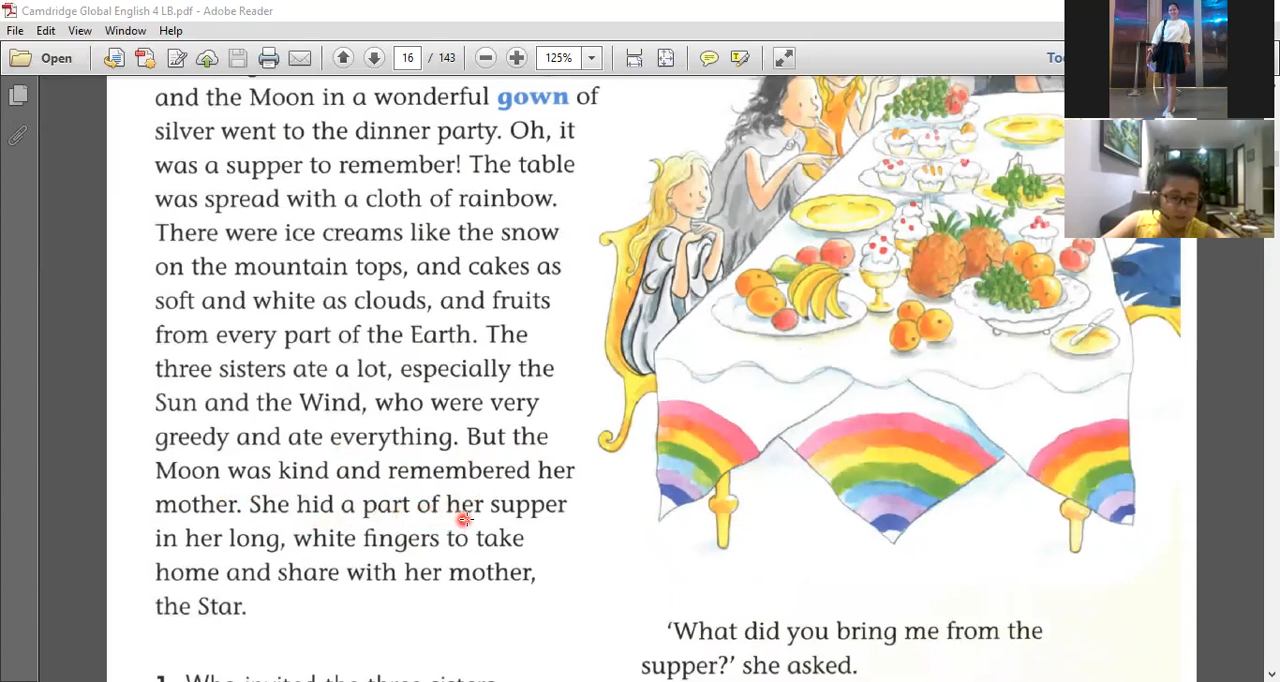 Camdridge Global English 4 LB.pdf - Adobe Reader
File Edit View Window Help
Open 16 / 143 125%
and the Moon in a wonderful gown of
silver went to the dinner party. Oh, it
was a supper to remember! The table
was spread with a cloth of rainbow.
There were ice creams like the snow
on the mountain tops, and cakes as
soft and white as clouds, and fruits
from every part of the Earth. The
three sisters ate a lot, especially the
Sun and the Wind, who were very
greedy and ate everything. But the
Moon was kind and remembered her
mother. She hid a part of her supper
in her long, white fingers to take
home and share with her mother,
the Star.
'What did you bring me from the
supper?' she asked.
1 Who invited the three sisters